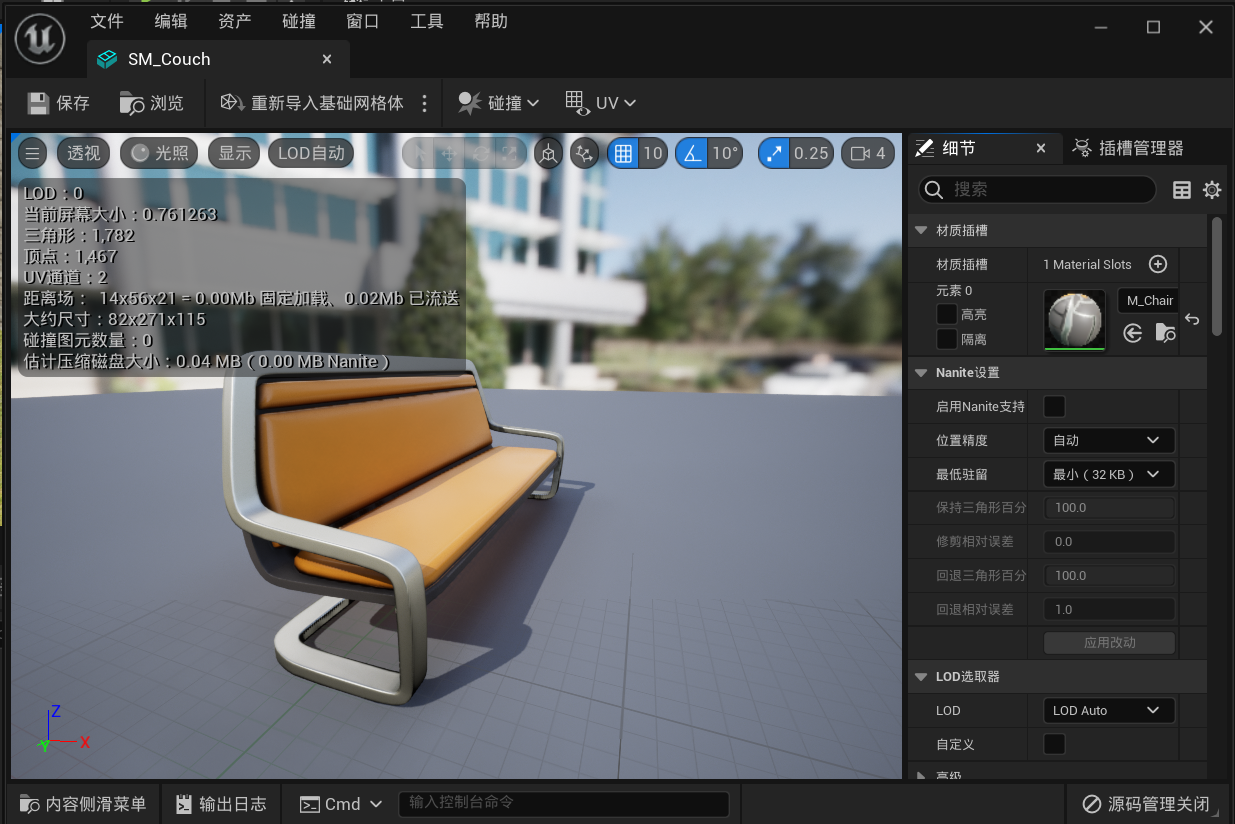 文件 编辑 资产 碰撞 窗口 工具 帮助
SM_Couch
保存 浏览 重新导入基础网格体 碰撞 UV
透视 光照 显示 LOD自动 10 10° 0.25 4
LOD：0
当前屏幕大小：0.761263
三角形：1,782
顶点：1,467
UV通道：2
距离场： 14x56x21 = 0.00Mb 固定加载、0.02Mb 已流送
大约尺寸：82x271x115
碰撞图元数量：0
估计压缩磁盘大小：0.04 MB（0.00 MB Nanite）
Z
Y
X
细节 插槽管理器
搜索
材质插槽
材质插槽 1 Material Slots
元素 0
高亮
隔离
M_Chair
Nanite设置
启用Nanite支持
位置精度 自动
最低驻留 最小（32 KB）
保持三角形百分 100.0
修剪相对误差 0.0
回退三角形百分 100.0
回退相对误差 1.0
应用改动
LOD选取器
LOD LOD Auto
自定义
高级
内容侧滑菜单 输出日志 Cmd 输入控制台命令 源码管理关闭